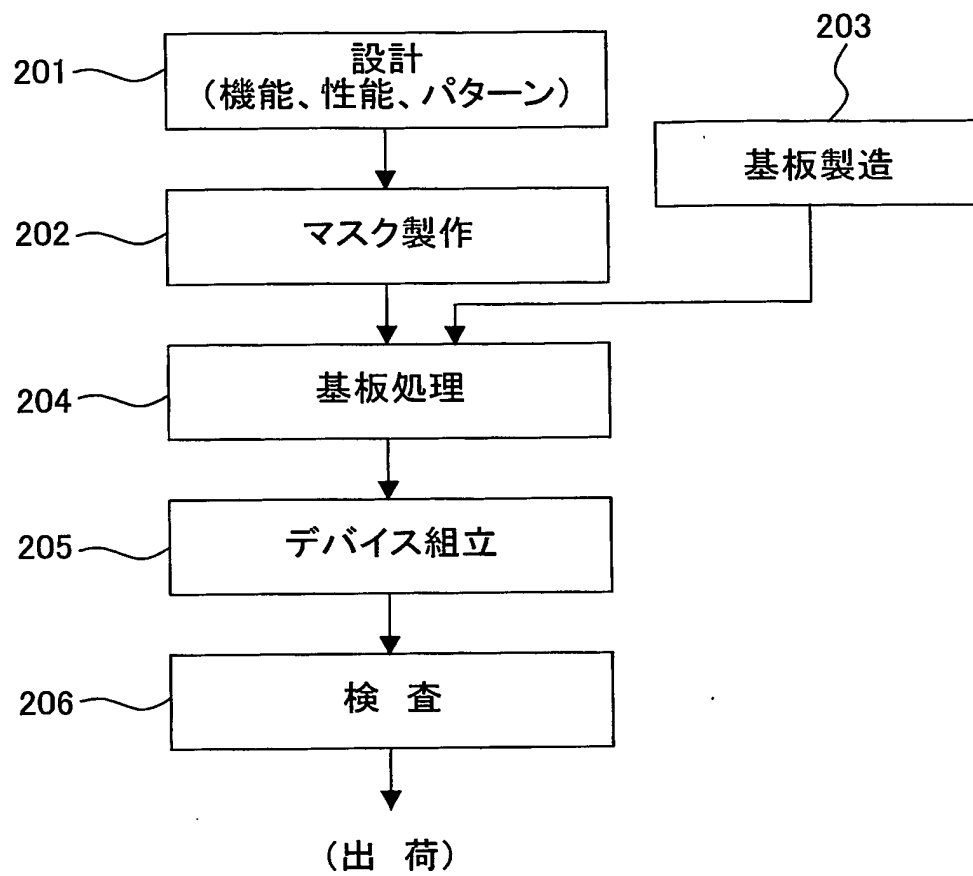 201
設計
(機能、性能、パターン)
203
基板製造
202
マスク製作
204
基板処理
205
デバイス組立
206
検 査
(出 荷)